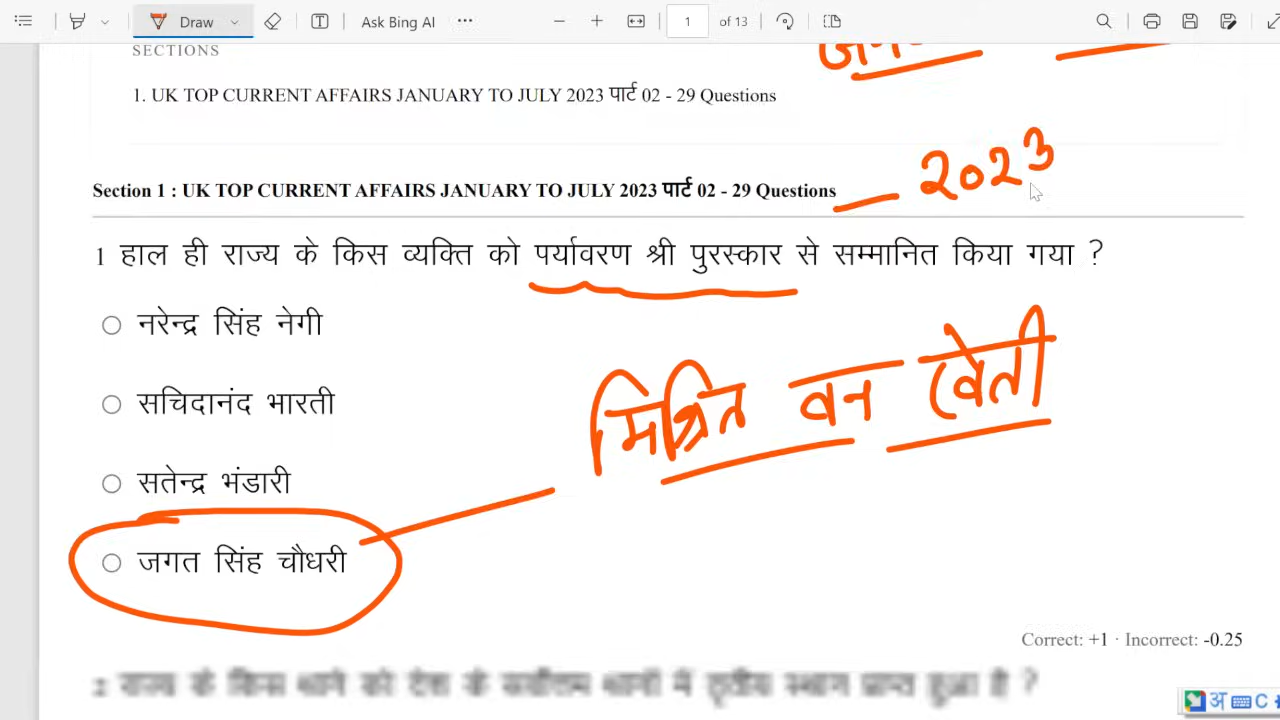 Draw Ask Bing AI 1 of 13
SECTIONS
1. UK TOP CURRENT AFFAIRS JANUARY TO JULY 2023 पार्ट 02 - 29 Questions
2023
Section 1 : UK TOP CURRENT AFFAIRS JANUARY TO JULY 2023 पार्ट 02 - 29 Questions
1 हाल ही राज्य के किस व्यक्ति को पर्यावरण श्री पुरस्कार से सम्मानित किया गया ?
नरेन्द्र सिंह नेगी
मिश्रित वन खेती
सचिदानंद भारती
सतेन्द्र भंडारी
जगत सिंह चौधरी
Correct: +1 · Incorrect: -0.25
अ C